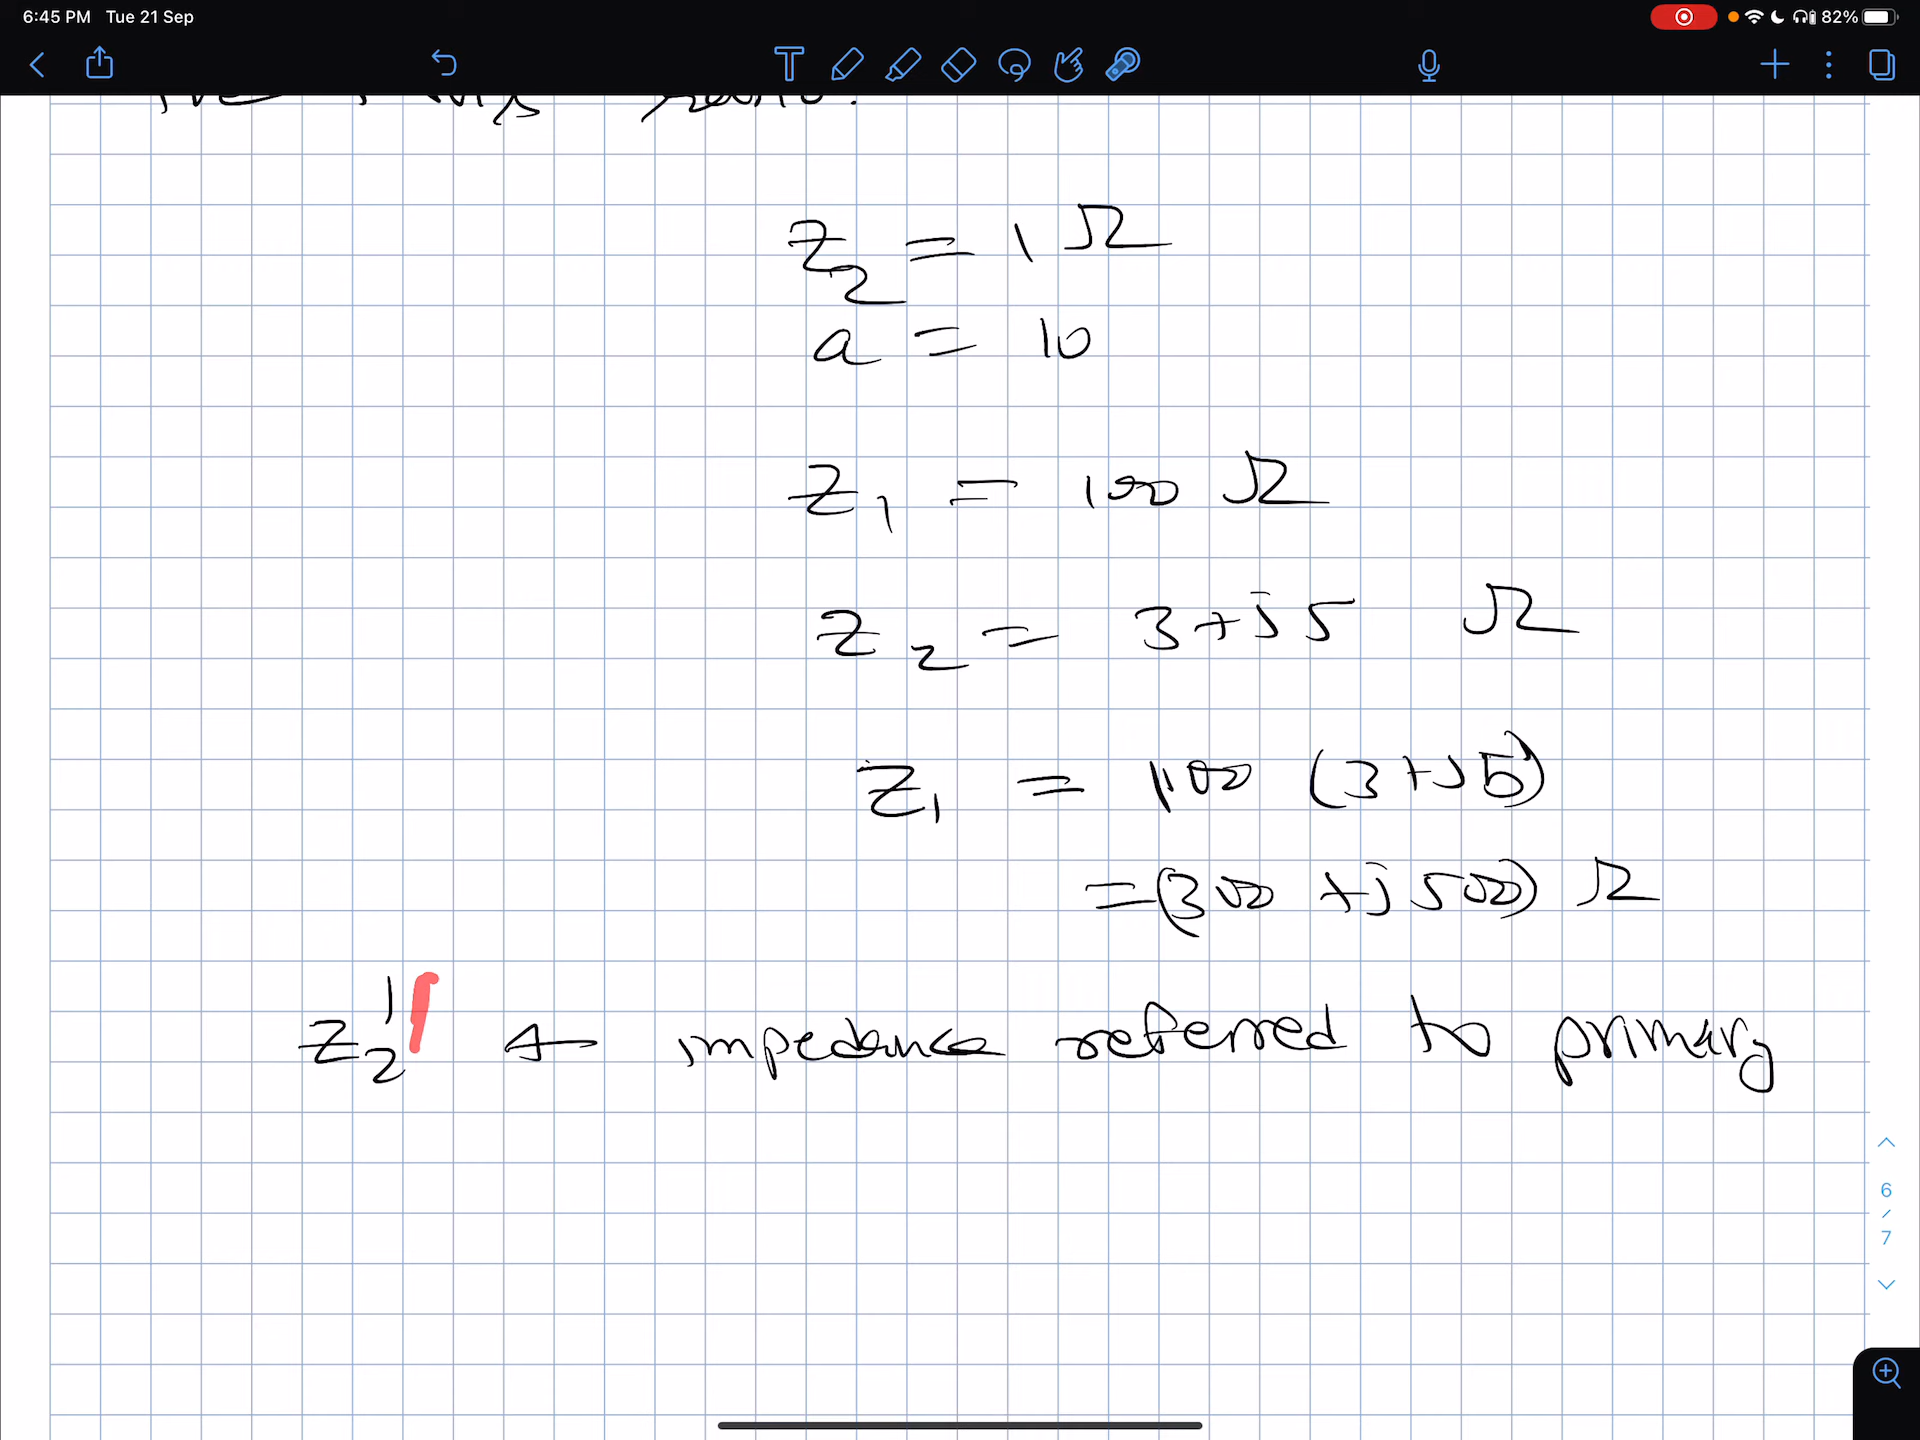 6:45 PM Tue 21 Sep
82%
Z₂ = 1 Ω
a = 10
Z₁ = 100 Ω
Z₂ = 3+j5 Ω
Z₁ = 100 (3+j5)
=(300 +j500) Ω
Z₂' ← impedance referred to primary
6
/
7